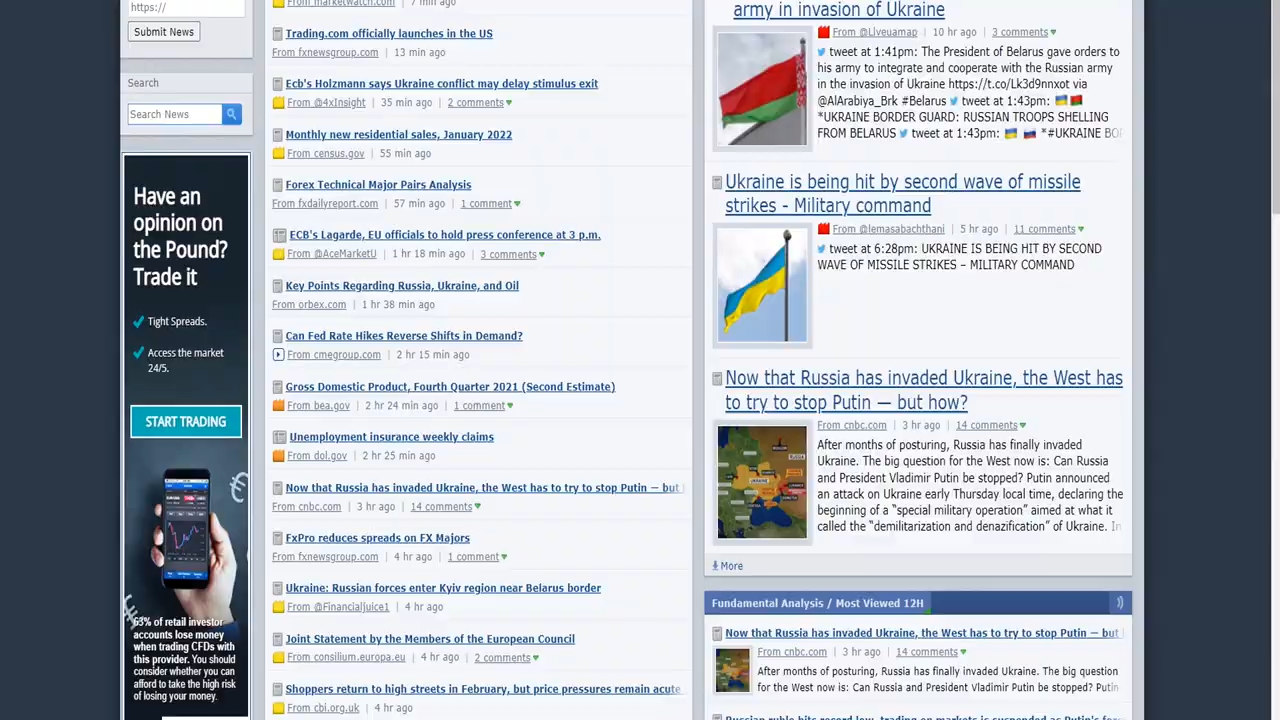 https://
Submit News
Search
Search News
Have an
opinion on
the Pound?
Trade it
Tight Spreads.
Access the market
24/5.
START TRADING
63% of retail investor
accounts lose money
when trading CFDs with
this provider. You should
consider whether you can
afford to take the high risk
of losing your money.
From marketwatch.com | 7 min ago
Trading.com officially launches in the US
From fxnewsgroup.com | 13 min ago
Ecb's Holzmann says Ukraine conflict may delay stimulus exit
From @4xInsight | 35 min ago | 2 comments
Monthly new residential sales, January 2022
From census.gov | 55 min ago
Forex Technical Major Pairs Analysis
From fxdailyreport.com | 57 min ago | 1 comment
ECB's Lagarde, EU officials to hold press conference at 3 p.m.
From @AceMarketU | 1 hr 18 min ago | 3 comments
Key Points Regarding Russia, Ukraine, and Oil
From orbex.com | 1 hr 38 min ago
Can Fed Rate Hikes Reverse Shifts in Demand?
From cmegroup.com | 2 hr 15 min ago
Gross Domestic Product, Fourth Quarter 2021 (Second Estimate)
From bea.gov | 2 hr 24 min ago | 1 comment
Unemployment insurance weekly claims
From dol.gov | 2 hr 25 min ago
Now that Russia has invaded Ukraine, the West has to try to stop Putin — but
From cnbc.com | 3 hr ago | 14 comments
FxPro reduces spreads on FX Majors
From fxnewsgroup.com | 4 hr ago | 1 comment
Ukraine: Russian forces enter Kyiv region near Belarus border
From @Financialjuice1 | 4 hr ago
Joint Statement by the Members of the European Council
From consilium.europa.eu | 4 hr ago | 2 comments
Shoppers return to high streets in February, but price pressures remain acute
From cbi.org.uk | 4 hr ago
army in invasion of Ukraine
From @Liveuamap | 10 hr ago | 3 comments
tweet at 1:41pm: The President of Belarus gave orders to
his army to integrate and cooperate with the Russian army
in the invasion of Ukraine https://t.co/Lk3d9nnxot via
@AlArabiya_Brk #Belarus tweet at 1:43pm:
*UKRAINE BORDER GUARD: RUSSIAN TROOPS SHELLING
FROM BELARUS tweet at 1:43pm: *#UKRAINE
Ukraine is being hit by second wave of missile
strikes - Military command
From @lemasabachthani | 5 hr ago | 11 comments
tweet at 6:28pm: UKRAINE IS BEING HIT BY SECOND
WAVE OF MISSILE STRIKES – MILITARY COMMAND
Now that Russia has invaded Ukraine, the West has
to try to stop Putin — but how?
From cnbc.com | 3 hr ago | 14 comments
After months of posturing, Russia has finally invaded
Ukraine. The big question for the West now is: Can Russia
and President Vladimir Putin be stopped? Putin announced
an attack on Ukraine early Thursday local time, declaring the
beginning of a “special military operation” aimed at what it
called the “demilitarization and denazification” of Ukraine.
More
Fundamental Analysis / Most Viewed 12H
Now that Russia has invaded Ukraine, the West has to try to stop Putin — but
From cnbc.com | 3 hr ago | 14 comments
After months of posturing, Russia has finally invaded Ukraine. The big question
for the West now is: Can Russia and President Vladimir Putin be stopped? Putin
Russian ruble hits record low, trading on markets is suspended as Putin's